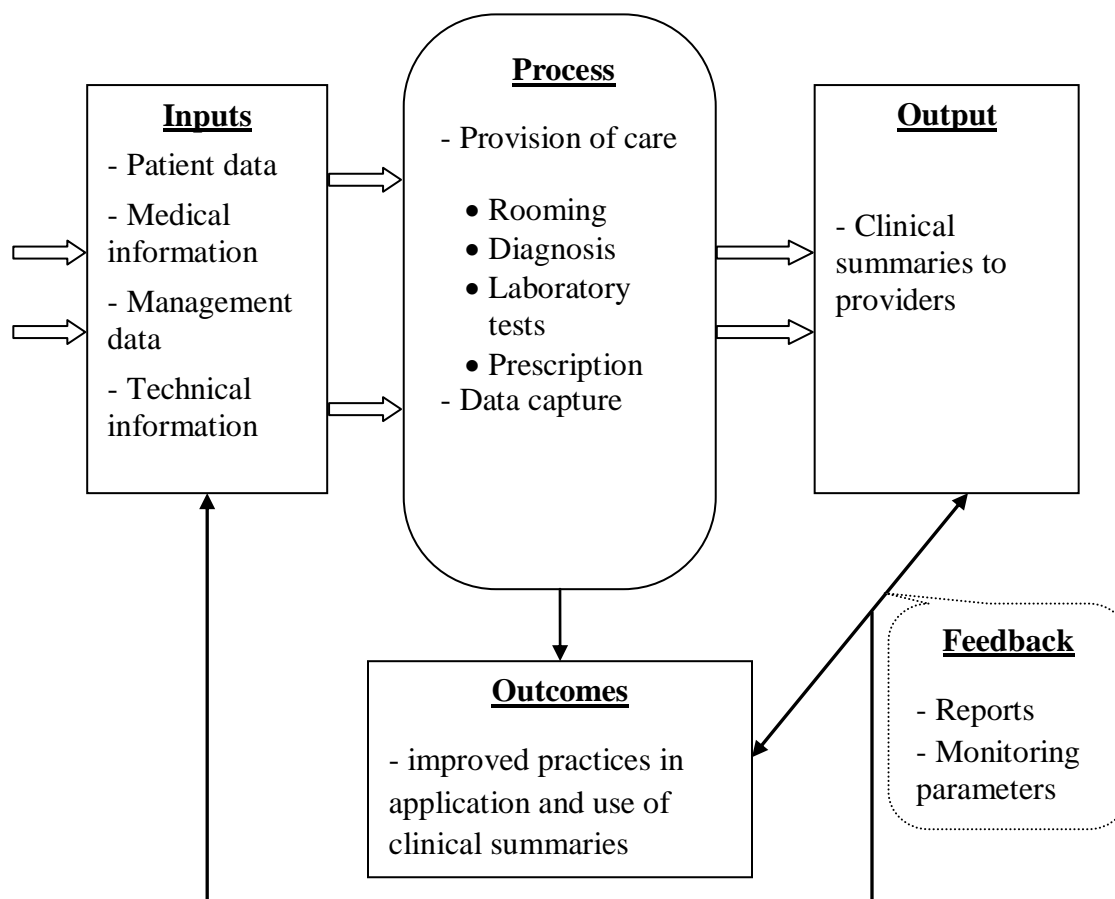 Inputs
- Patient data
- Medical
information
- Management
data
- Technical
information
Process
- Provision of care
• Rooming
• Diagnosis
• Laboratory
tests
• Prescription
- Data capture
Output
- Clinical
summaries to
providers
Outcomes
- improved practices in
application and use of
clinical summaries
Feedback
- Reports
- Monitoring
parameters